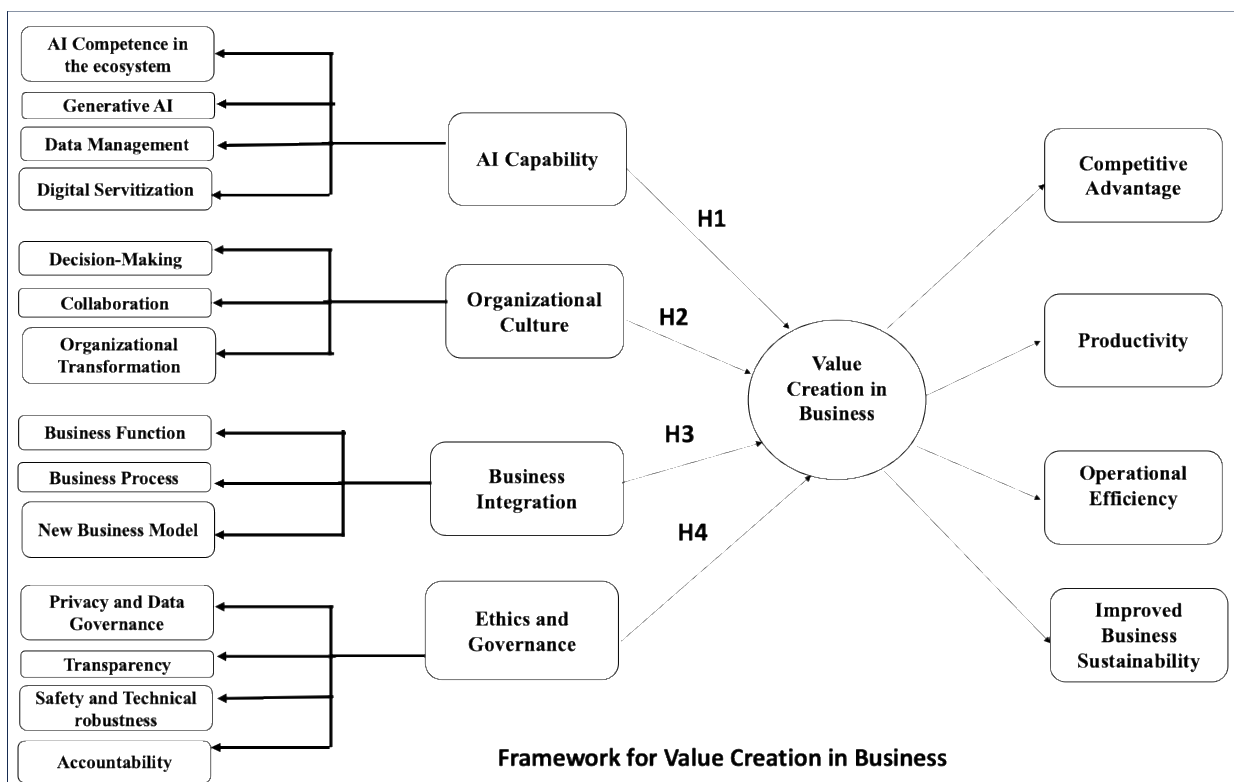 AI Competence in
the ecosystem
Generative AI
Data Management
Digital Servitization
Decision-Making
Collaboration
Organizational
Transformation
Business Function
Business Process
New Business Model
Privacy and Data
Governance
Transparency
Safety and Technical
robustness
Accountability
AI Capability
Organizational
Culture
Business
Integration
Ethics and
Governance
H1
H2
H3
H4
Value
Creation in
Business
Competitive
Advantage
Productivity
Operational
Efficiency
Improved
Business
Sustainability
Framework for Value Creation in Business